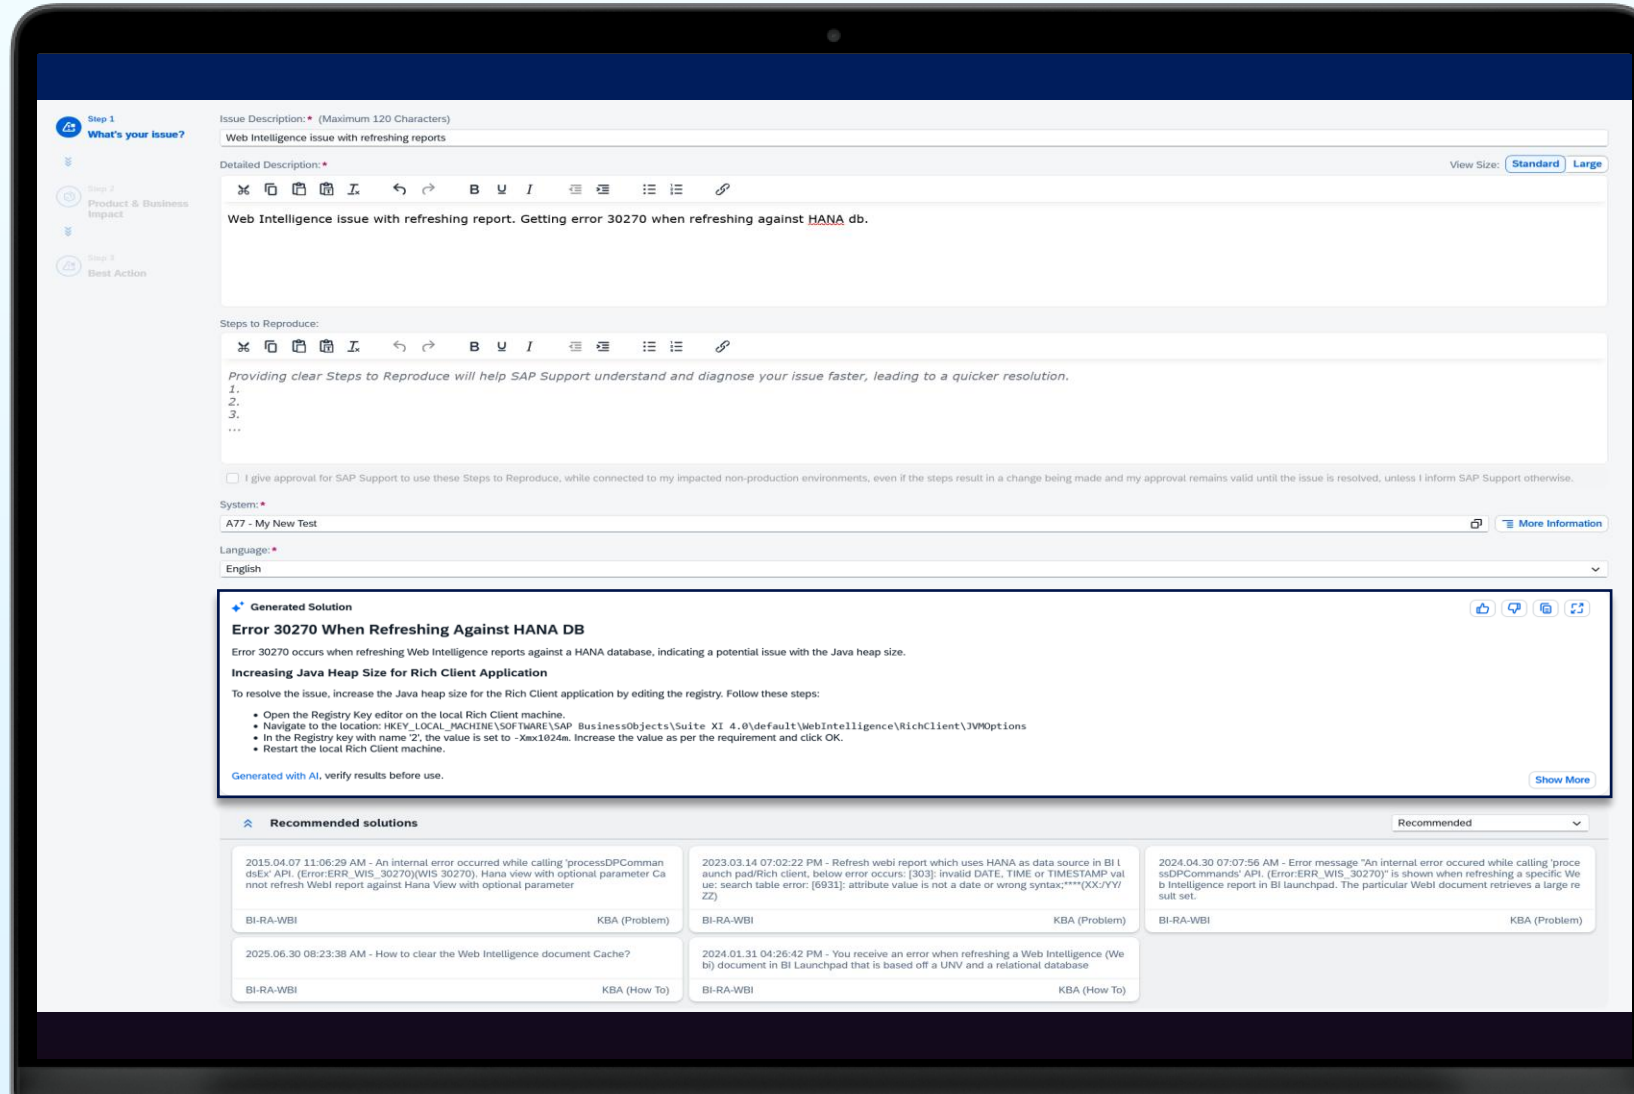 Step 1
What's your issue?
Step 2
Product & Business
Impact
Step 3
Best Action
Issue Description:* (Maximum 120 Characters)
Web Intelligence issue with refreshing reports
Detailed Description:*
View Size: Standard Large
B U I
Web Intelligence issue with refreshing report. Getting error 30270 when refreshing against HANA db.
Steps to Reproduce:
B U I
Providing clear Steps to Reproduce will help SAP Support understand and diagnose your issue faster, leading to a quicker resolution.
1.
2.
3.
...
I give approval for SAP Support to use these Steps to Reproduce, while connected to my impacted non-production environments, even if the steps result in a change being made and my approval remains valid until the issue is resolved, unless I inform SAP Support otherwise.
System:*
A77 - My New Test
More Information
Language:*
English
Generated Solution
Error 30270 When Refreshing Against HANA DB
Error 30270 occurs when refreshing Web Intelligence reports against a HANA database, indicating a potential issue with the Java heap size.
Increasing Java Heap Size for Rich Client Application
To resolve the issue, increase the Java heap size for the Rich Client application by editing the registry. Follow these steps:
• Open the Registry Key editor on the local Rich Client machine.
• Navigate to the location: HKEY_LOCAL_MACHINE\SOFTWARE\SAP BusinessObjects\Suite XI 4.0\default\WebIntelligence\RichClient\JVMOptions
• In the Registry key with name '2', the value is set to -Xmx1024m. Increase the value as per the requirement and click OK.
• Restart the local Rich Client machine.
Generated with AI, verify results before use.
Show More
Recommended solutions
Recommended
2015.04.07 11:06:29 AM - An internal error occurred while calling 'processDPComman
dsEx' API. (Error:ERR_WIS_30270)(WIS 30270). Hana view with optional parameter Ca
nnot refresh WebI report against Hana View with optional parameter
BI-RA-WBI KBA (Problem)
2023.03.14 07:02:22 PM - Refresh webi report which uses HANA as data source in BI l
aunch pad/Rich client, below error occurs: [303]: invalid DATE, TIME or TIMESTAMP val
ue: search table error: [6931]: attribute value is not a date or wrong syntax;****(XX:/YY/
ZZ)
BI-RA-WBI KBA (Problem)
2024.04.30 07:07:56 AM - Error message "An internal error occured while calling 'proce
ssDPCommands' API. (Error:ERR_WIS_30270)" is shown when refreshing a specific We
b Intelligence report in BI launchpad. The particular WebI document retrieves a large re
sult set.
BI-RA-WBI KBA (Problem)
2025.06.30 08:23:38 AM - How to clear the Web Intelligence document Cache?
BI-RA-WBI KBA (How To)
2024.01.31 04:26:42 PM - You receive an error when refreshing a Web Intelligence (We
bi) document in BI Launchpad that is based off a UNV and a relational database
BI-RA-WBI KBA (How To)